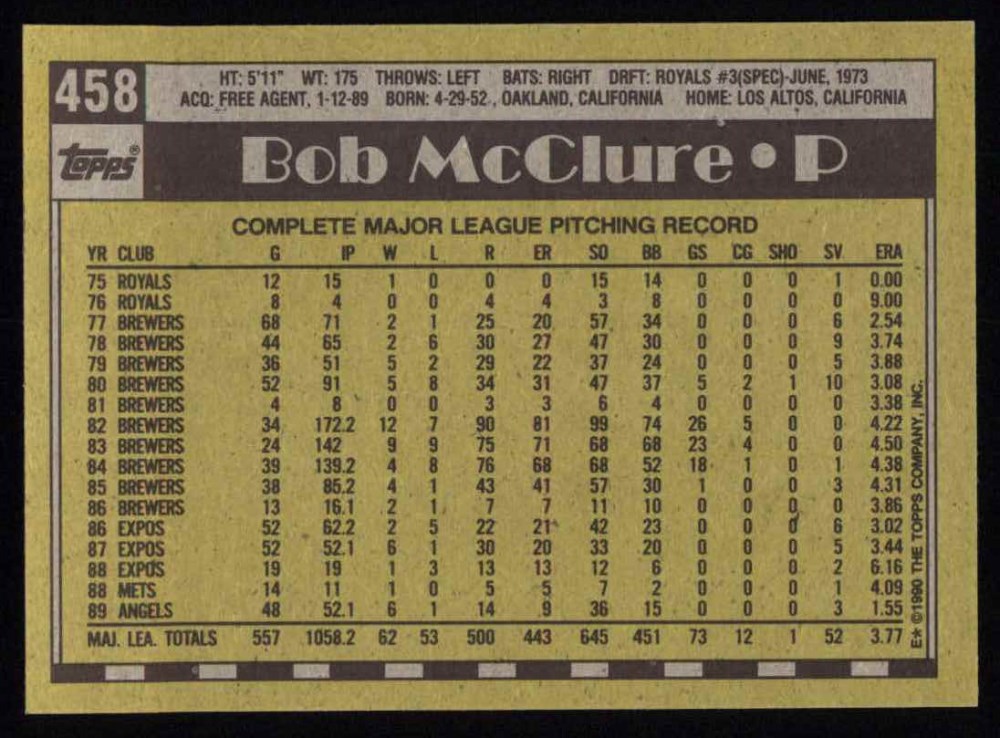 458
HT: 5'11" WT: 175 THROWS: LEFT BATS: RIGHT DRFT: ROYALS #3(SPEC)-JUNE, 1973
ACQ: FREE AGENT, 1-12-89 BORN: 4-29-52, OAKLAND, CALIFORNIA HOME: LOS ALTOS, CALIFORNIA
topps®
Bob McClure • P
COMPLETE MAJOR LEAGUE PITCHING RECORD
YR CLUB G IP W L R ER SO BB GS CG SHO SV ERA
75 ROYALS 12 15 1 0 0 0 15 14 0 0 0 1 0.00
76 ROYALS 8 4 0 0 4 4 3 8 0 0 0 0 9.00
77 BREWERS 68 71 2 1 25 20 57 34 0 0 0 6 2.54
78 BREWERS 44 65 2 6 30 27 47 30 0 0 0 9 3.74
79 BREWERS 36 51 5 2 29 22 37 24 0 0 0 5 3.88
80 BREWERS 52 91 5 8 34 31 47 37 5 2 1 10 3.08
81 BREWERS 4 8 0 0 3 3 6 4 0 0 0 0 3.38
82 BREWERS 34 172.2 12 7 90 81 99 74 26 5 0 0 4.22
83 BREWERS 24 142 9 9 75 71 68 68 23 4 0 0 4.50
84 BREWERS 39 139.2 4 8 76 68 68 52 18 1 0 1 4.38
85 BREWERS 38 85.2 4 1 43 41 57 30 1 0 0 3 4.31
86 BREWERS 13 16.1 2 1 7 7 11 10 0 0 0 0 3.86
86 EXPOS 52 62.2 2 5 22 21 42 23 0 0 0 6 3.02
87 EXPOS 52 52.1 6 1 30 20 33 20 0 0 0 5 3.44
88 EXPOS 19 19 1 3 13 13 12 6 0 0 0 2 6.16
88 METS 14 11 1 0 5 5 7 2 0 0 0 1 4.09
89 ANGELS 48 52.1 6 1 14 9 36 15 0 0 0 3 1.55
MAJ. LEA. TOTALS 557 1058.2 62 53 500 443 645 451 73 12 1 52 3.77
E* ©1990 THE TOPPS COMPANY, INC.